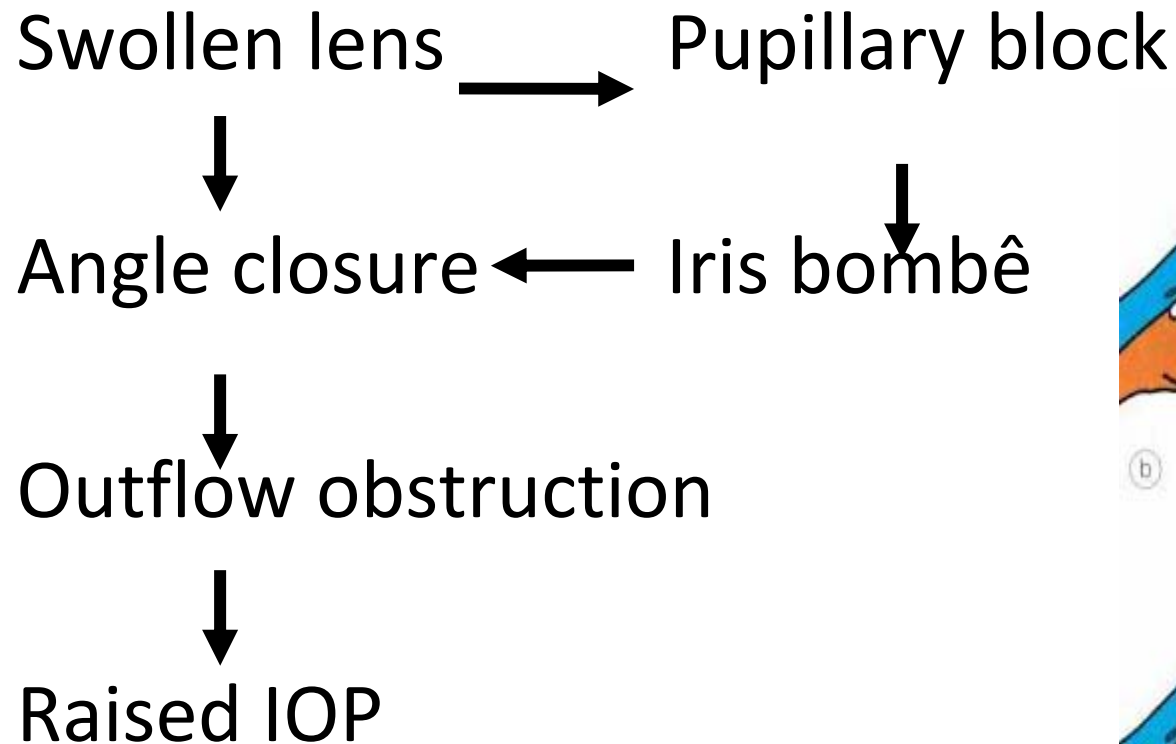 Swollen lens Pupillary block
Angle closure Iris bombê
Outflow obstruction
Raised IOP
b